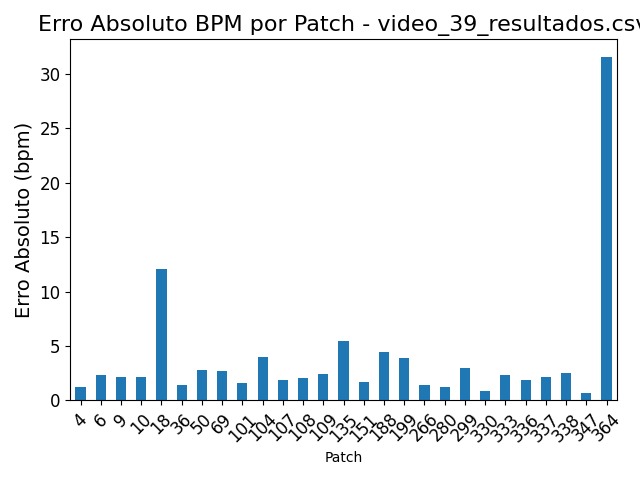 Erro Absoluto BPM por Patch - video_39_resultados.csv
Erro Absoluto (bpm)
30
25
20
15
10
5
0
4 6 9 10 18 36 50 69 101 104 107 108 109 135 151 188 199 266 280 299 330 333 336 337 338 347 364
Patch